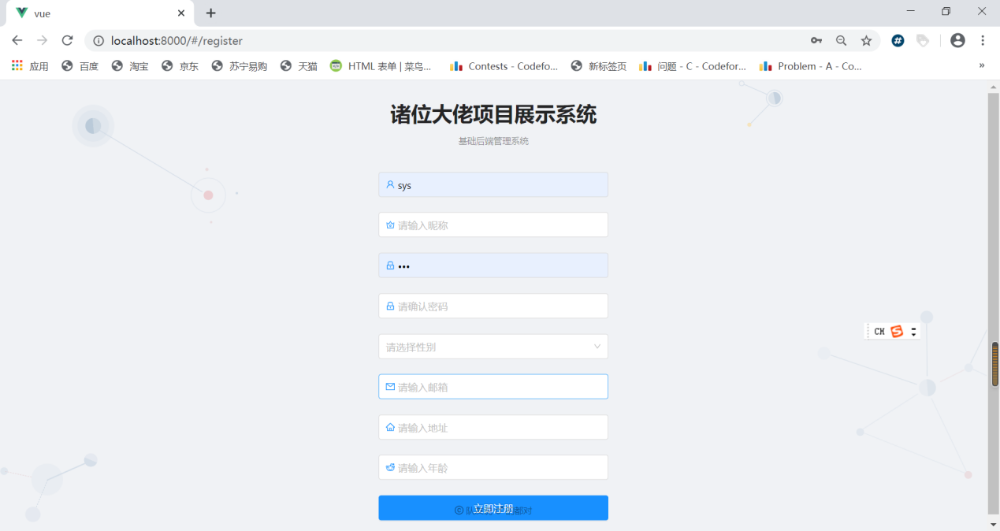 vue
localhost:8000/#/register
应用 百度 淘宝 京东 苏宁易购 天猫 HTML 表单 | 菜鸟... Contests - Codefo... 新标签页 问题 - C - Codefor... Problem - A - Co... »
诸位大佬项目展示系统
基础后端管理系统
sys
请输入昵称
•••
请确认密码
请选择性别
CH
请输入邮箱
请输入地址
请输入年龄
立即注册